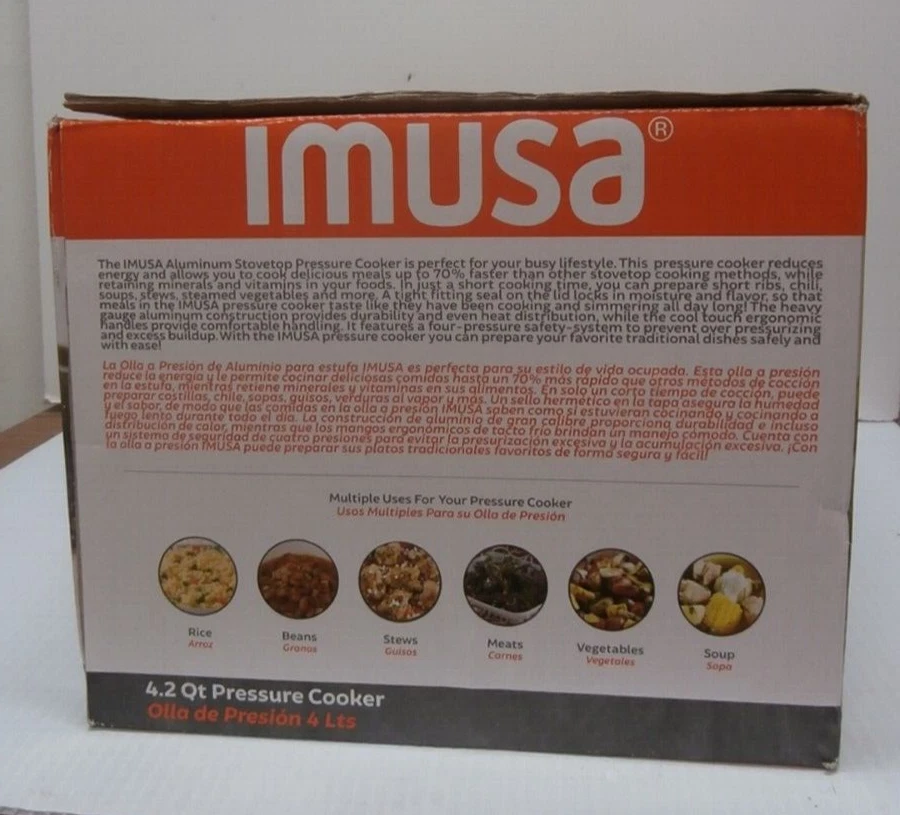 IMUSA®
The IMUSA Aluminum Stovetop Pressure Cooker is perfect for your busy lifestyle. This pressure cooker reduces
energy and allows you to cook delicious meals up to 70% faster than other stovetop cooking methods, while
retaining minerals and vitamins in your foods. In just a short cooking time, you can prepare short ribs, chili,
soups, stews, steamed vegetables and more. A tight fitting seal on the lid locks in moisture and flavor, so that
meals in the IMUSA pressure cooker taste like they have been cooking and simmering all day long! The heavy
gauge aluminum construction provides durability and even heat distribution, while the cool touch ergonomic
handles provide comfortable handling. It features a four-pressure safety-system to prevent over pressurizing
and excess buildup. With the IMUSA pressure cooker you can prepare your favorite traditional dishes safely and
with ease!
La Olla a Presión de Aluminio para estufa IMUSA es perfecta para su estilo de vida ocupada. Esta olla a presión
reduce la energía y le permite cocinar deliciosas comidas hasta un 70% más rápido que otros métodos de cocción
en la estufa, mientras retiene minerales y vitaminas en sus alimentos. En solo un corto tiempo de cocción, puede
preparar costillas, chile, sopas, guisos, verduras al vapor y más. Un sello hermético en la tapa asegura la humedad
y el sabor, de modo que las comidas en la olla a presión IMUSA saben como si estuvieran cocinando y cocinando a
fuego lento durante todo el día. La construcción de aluminio de gran calibre proporciona durabilidad e incluso
distribución de calor, mientras que los mangos ergonómicos de tacto frío brindan un manejo cómodo. Cuenta con
un sistema de seguridad de cuatro presiones para evitar la presurización excesiva y la acumulación excesiva. ¡Con
la olla a presión IMUSA puede preparar sus platos tradicionales favoritos de forma segura y fácil!
Multiple Uses For Your Pressure Cooker
Usos Multiples Para su Olla de Presión
Rice
Arroz
Beans
Granos
Stews
Guisos
Meats
Carnes
Vegetables
Vegetales
Soup
Sopa
4.2 Qt Pressure Cooker
Olla de Presión 4 Lts